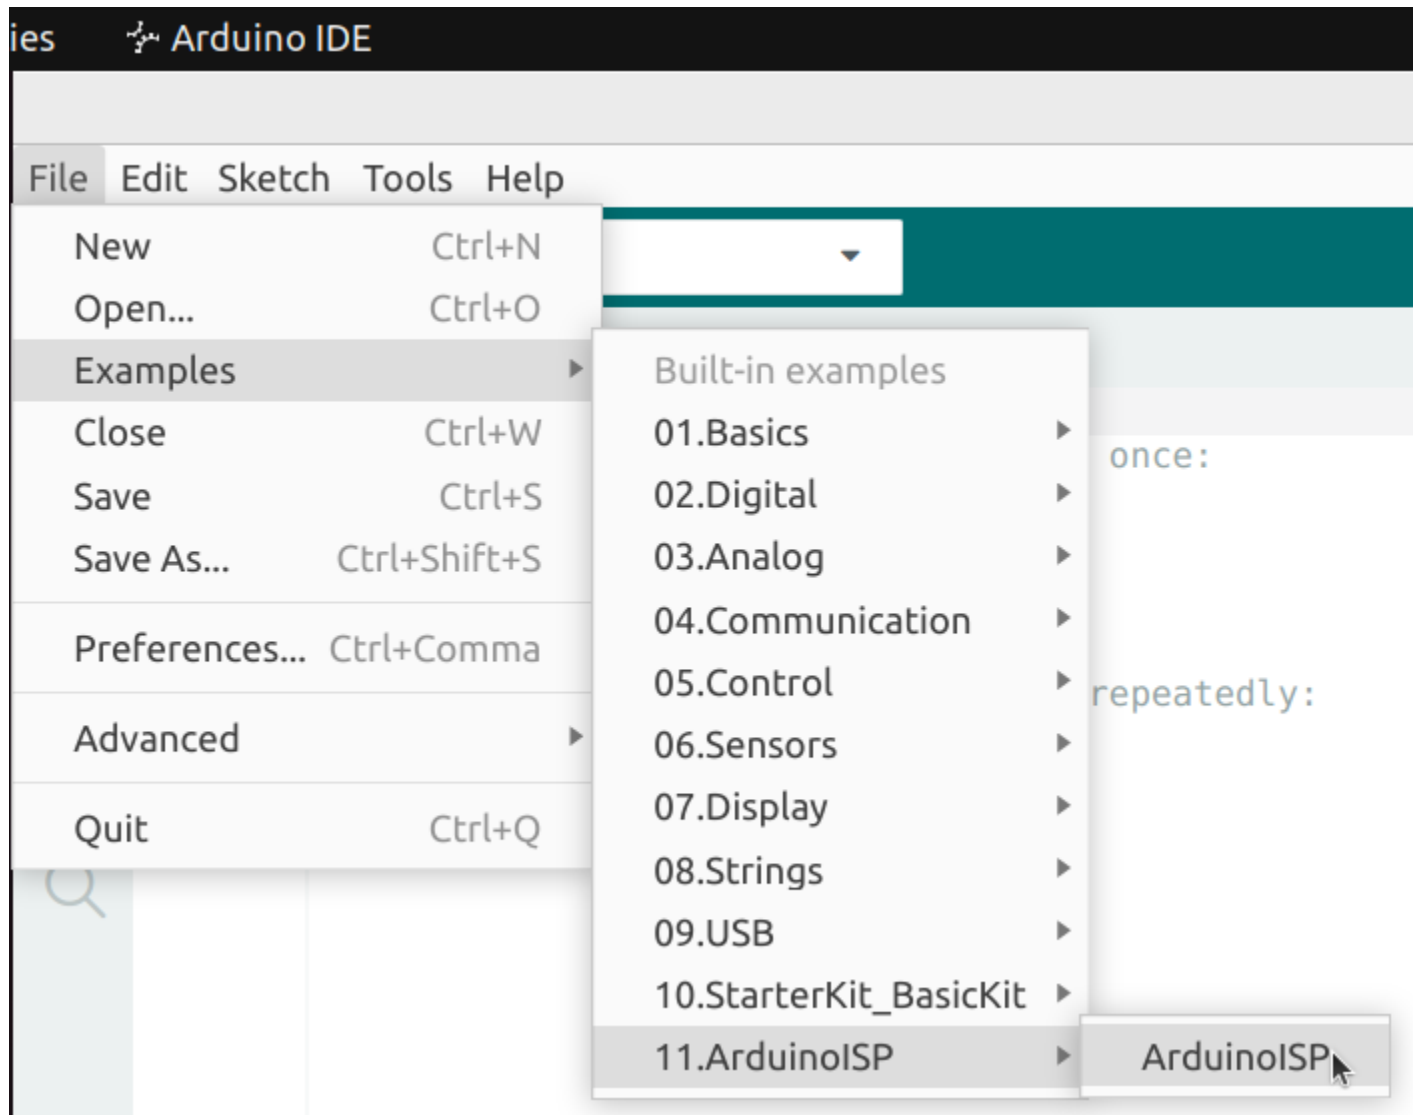 ies Arduino IDE
File Edit Sketch Tools Help
New Ctrl+N
Open... Ctrl+O
Examples
Close Ctrl+W
Save Ctrl+S
Save As... Ctrl+Shift+S
Preferences... Ctrl+Comma
Advanced
Quit Ctrl+Q
Built-in examples
01.Basics
02.Digital
03.Analog
04.Communication
05.Control
06.Sensors
07.Display
08.Strings
09.USB
10.StarterKit_BasicKit
11.ArduinoISP
ArduinoISP
once:
repeatedly: